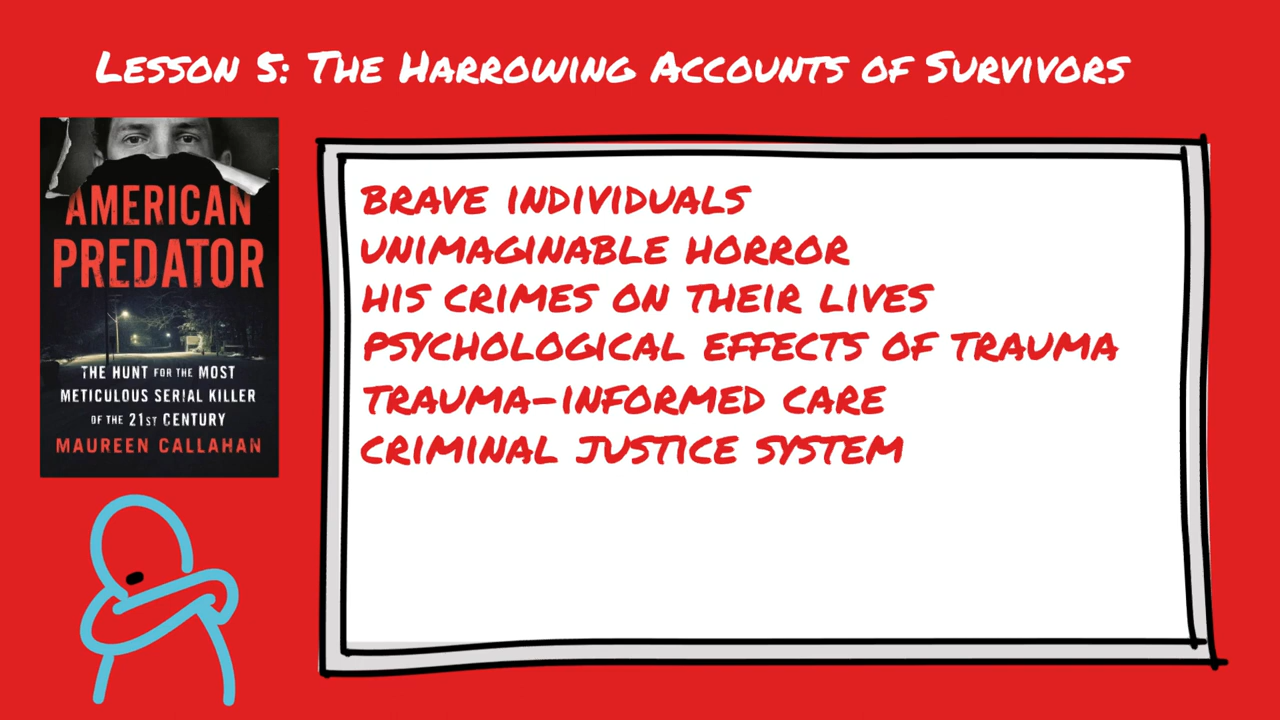 Lesson 5: The Harrowing Accounts of Survivors
AMERICAN
PREDATOR
THE HUNT FOR THE MOST
METICULOUS SERIAL KILLER
OF THE 21ST CENTURY
MAUREEN CALLAHAN
BRAVE INDIVIDUALS
UNIMAGINABLE HORROR
HIS CRIMES ON THEIR LIVES
PSYCHOLOGICAL EFFECTS OF TRAUMA
TRAUMA-INFORMED CARE
CRIMINAL JUSTICE SYSTEM